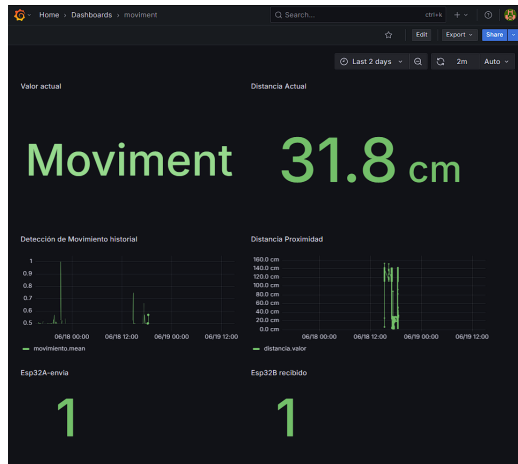 Home › Dashboards › moviment
Search... ctrl+k
Edit Export Share
Last 2 days 2m Auto
Valor actual
Distancia Actual
Moviment
31.8 cm
Detección de Movimiento historial
1
0.9
0.8
0.7
0.6
0.5
06/18 00:00 06/18 12:00 06/19 00:00 06/19 12:00
movimiento.mean
Distancia Proximidad
160.0 cm
140.0 cm
120.0 cm
100.0 cm
80.0 cm
60.0 cm
40.0 cm
20.0 cm
0.0 cm
06/18 00:00 06/18 12:00 06/19 00:00 06/19 12:00
distancia.valor
Esp32A-envia
1
Esp32B recibido
1